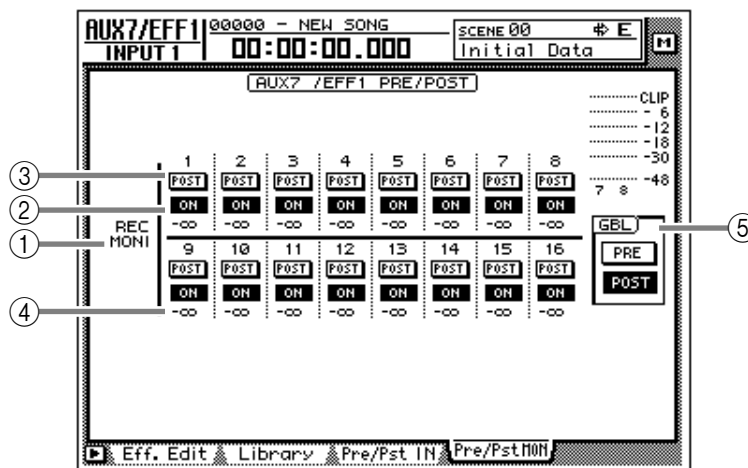 AUX7/EFF1
INPUT 1
00000 - NEW SONG
00:00:00.000
SCENE 00 E
Initial Data
M
AUX7 /EFF1 PRE/POST
CLIP
- 6
-12
-18
-30
-48
7 8
1 2 3 4 5 6 7 8
③ POST POST POST POST POST POST POST POST
② ON ON ON ON ON ON ON ON
-∞ -∞ -∞ -∞ -∞ -∞ -∞ -∞
① REC
MONI
9 10 11 12 13 14 15 16
POST POST POST POST POST POST POST POST
ON ON ON ON ON ON ON ON
④ -∞ -∞ -∞ -∞ -∞ -∞ -∞ -∞
GBL ⑤
PRE
POST
Eff. Edit Library Pre/Pst IN Pre/PstMON